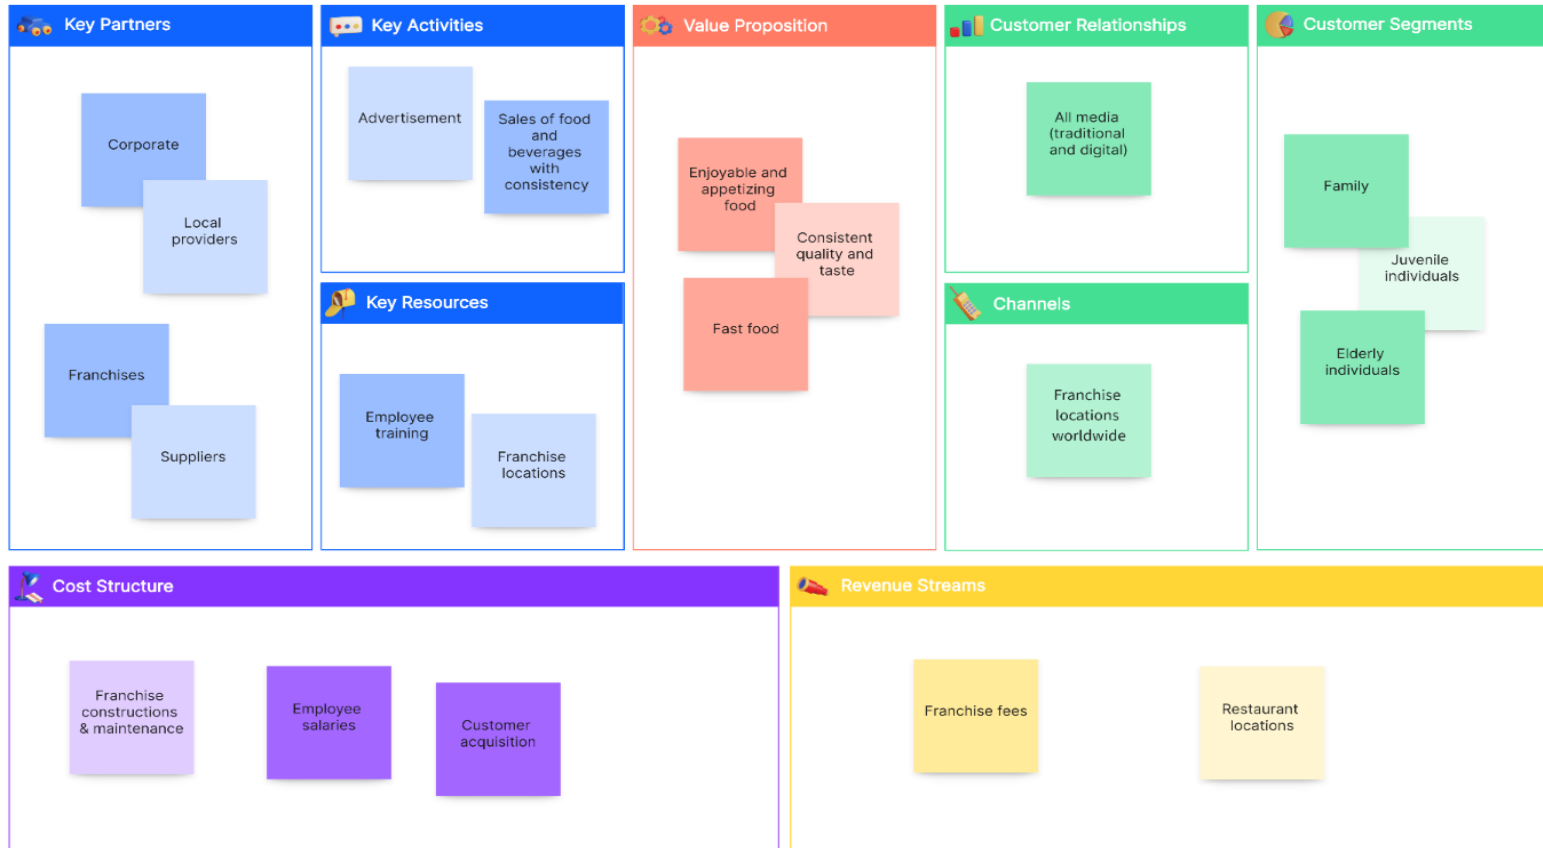 Key Partners
Corporate
Local
providers
Franchises
Suppliers
Key Activities
Advertisement
Sales of food
and
beverages
with
consistency
Key Resources
Employee
training
Franchise
locations
Value Proposition
Enjoyable and
appetizing
food
Consistent
quality and
taste
Fast food
Customer Relationships
All media
(traditional
and digital)
Channels
Franchise
locations
worldwide
Customer Segments
Family
Juvenile
individuals
Elderly
individuals
Cost Structure
Franchise
constructions
& maintenance
Employee
salaries
Customer
acquisition
Revenue Streams
Franchise fees
Restaurant
locations